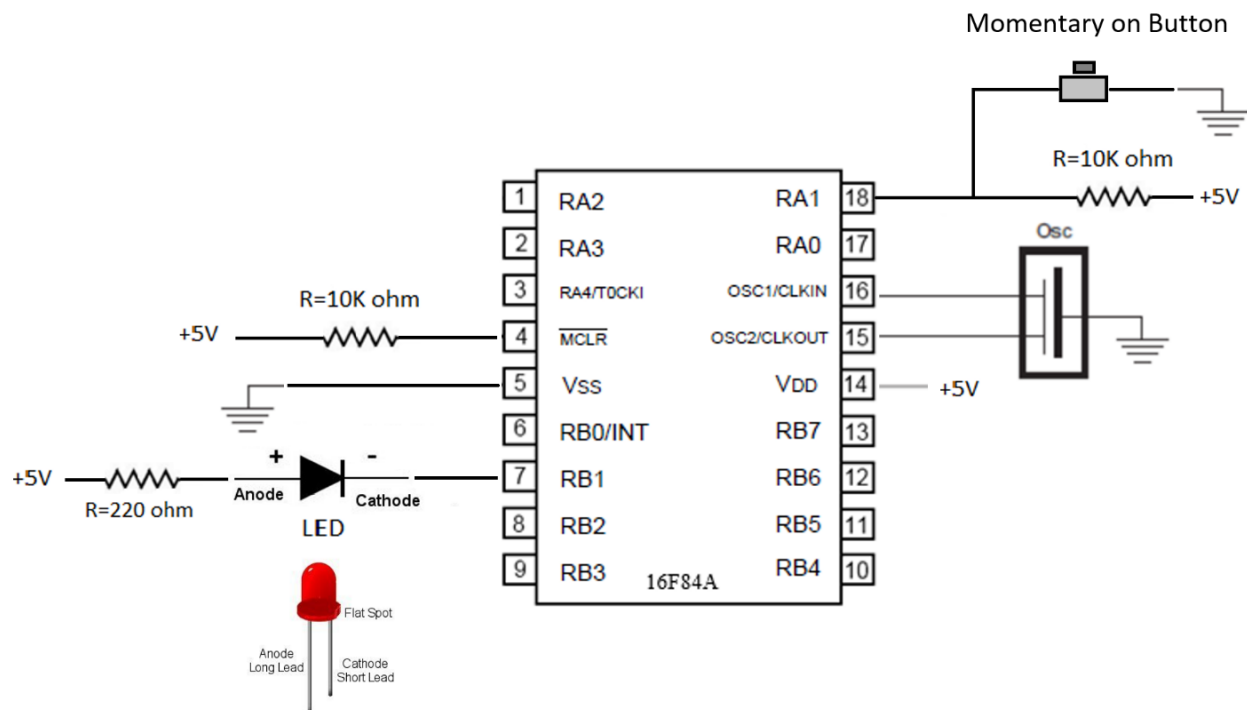 Momentary on Button
R=10K ohm
+5V
Osc
1 RA2 RA1 18
2 RA3 RA0 17
3 RA4/T0CKI OSC1/CLKIN 16
R=10K ohm
+5V
4 MCLR OSC2/CLKOUT 15
5 VSS VDD 14 +5V
6 RB0/INT RB7 13
+ -
+5V
Anode
Cathode
R=220 ohm
LED
7 RB1 RB6 12
8 RB2 RB5 11
9 RB3 RB4 10
16F84A
Flat Spot
Anode
Long Lead
Cathode
Short Lead